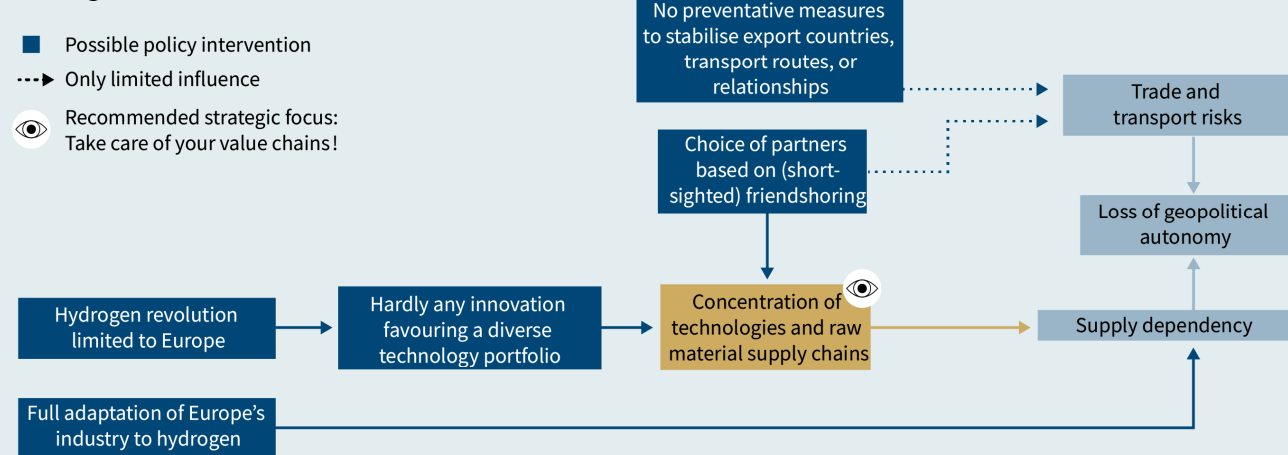 Possible policy intervention
Only limited influence
Recommended strategic focus:
Take care of your value chains!
No preventative measures
to stabilise export countries,
transport routes, or
relationships
Trade and
transport risks
Choice of partners
based on (short-
sighted) friendshoring
Loss of geopolitical
autonomy
Hydrogen revolution
limited to Europe
Hardly any innovation
favouring a diverse
technology portfolio
Concentration of
technologies and raw
material supply chains
Supply dependency
Full adaptation of Europe's
industry to hydrogen